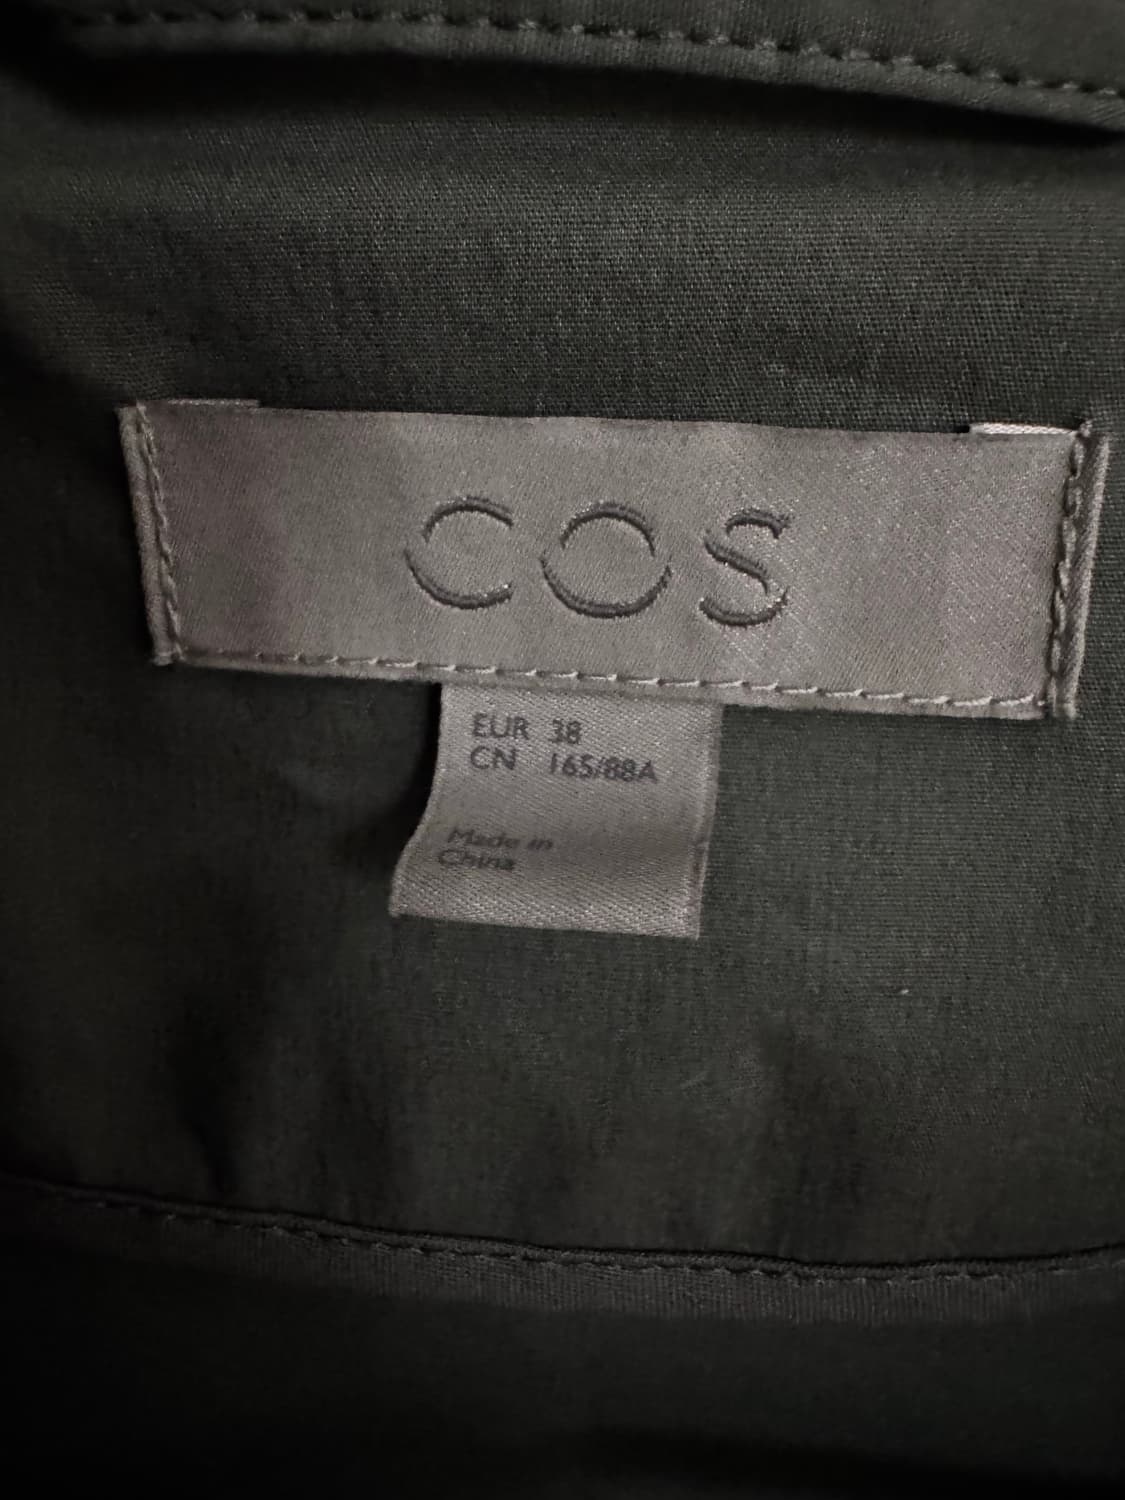 COS
EUR 38
CN 165/88A
Made in
China